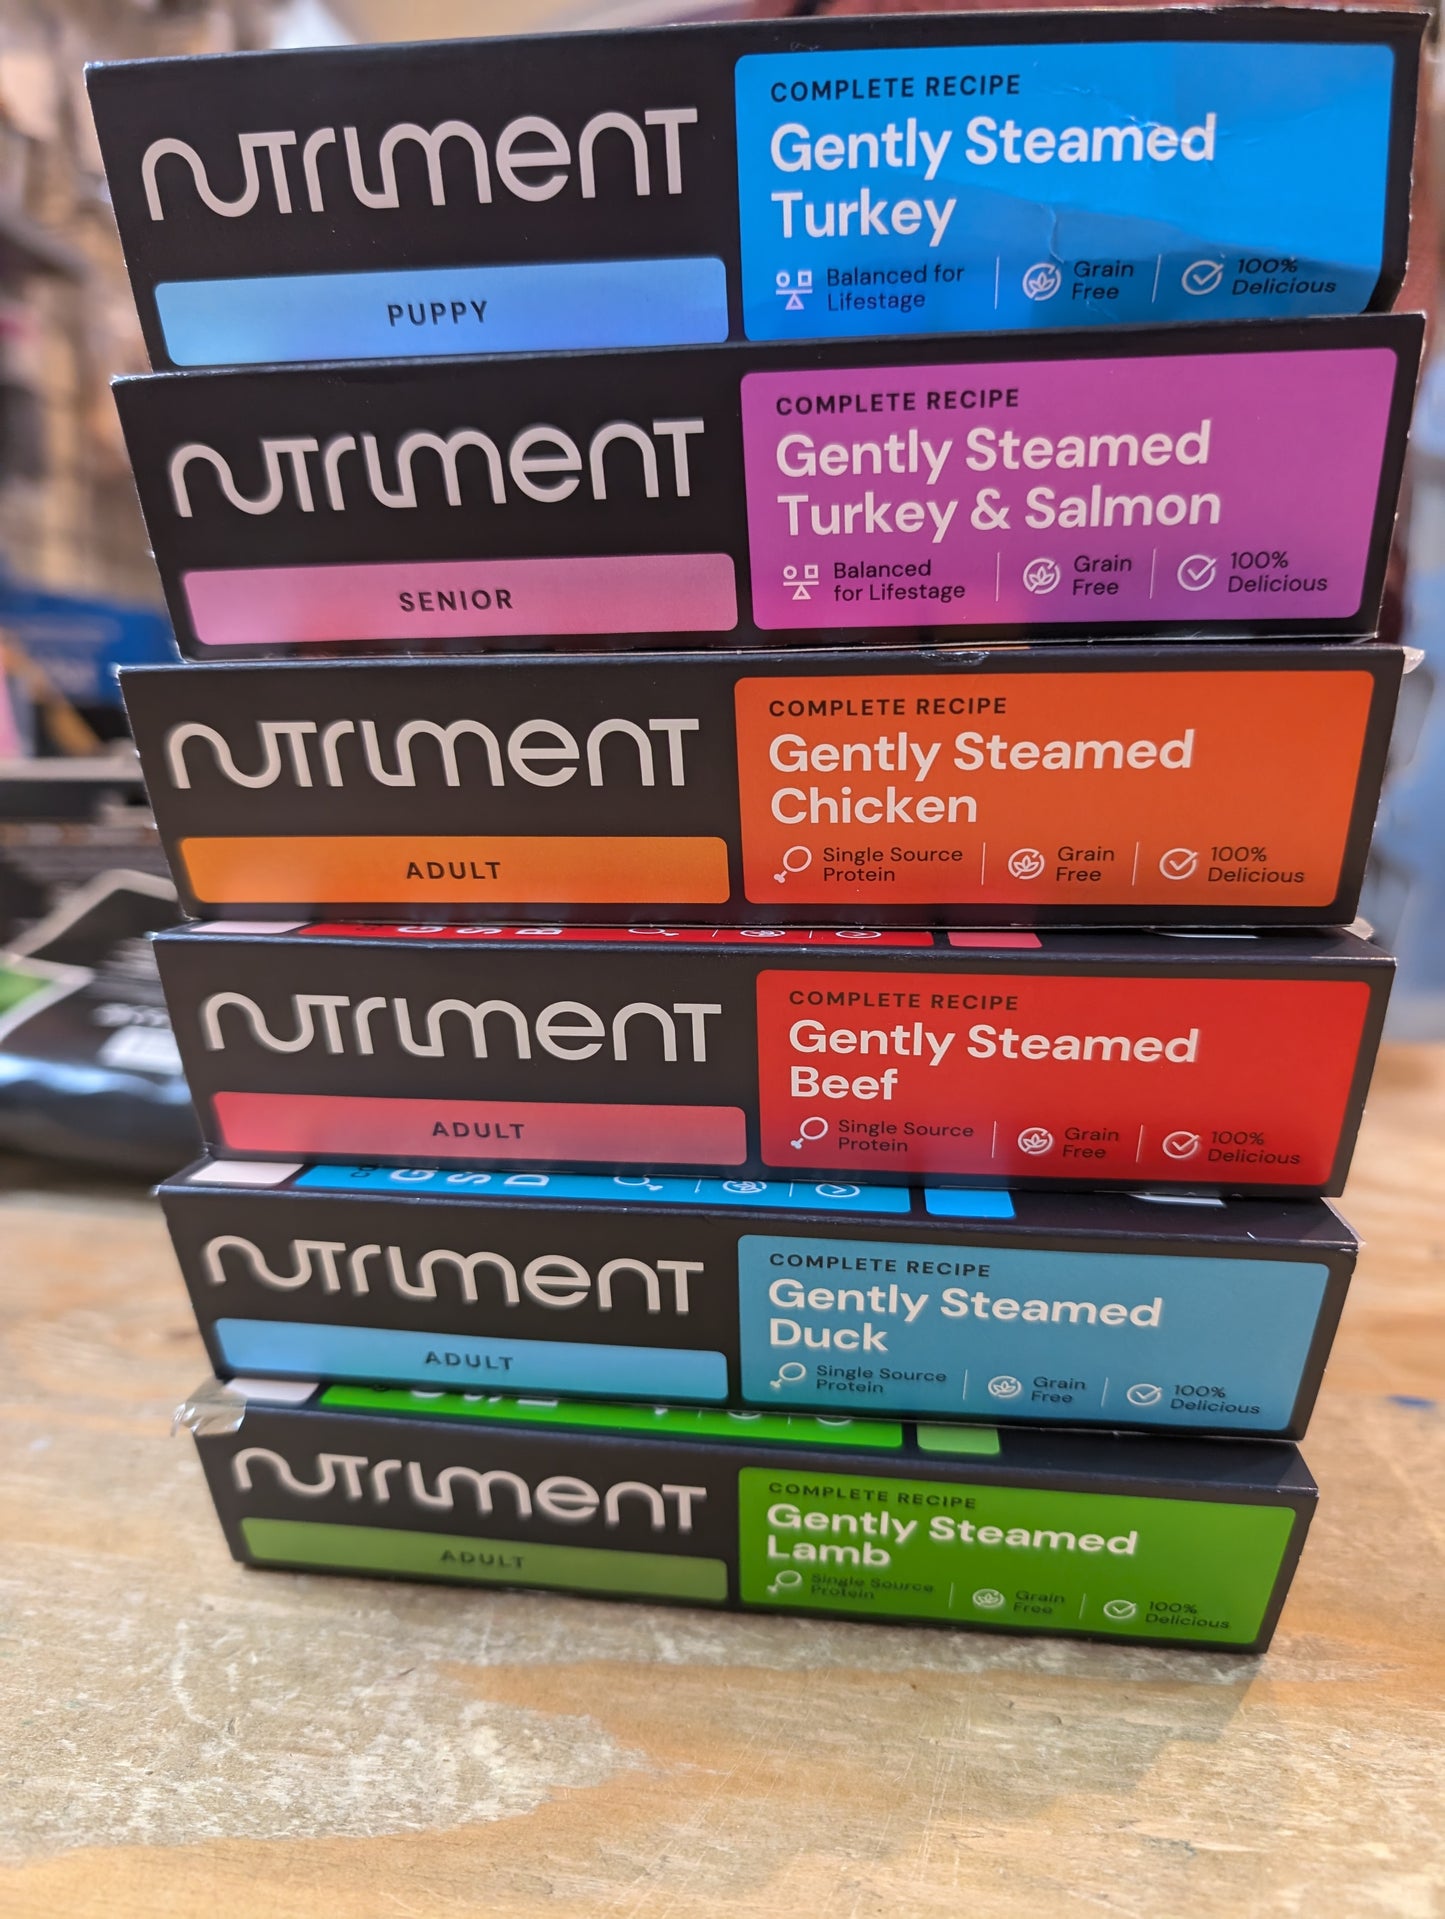 nutriment
PUPPY
COMPLETE RECIPE
Gently Steamed
Turkey
Balanced for
Lifestage
Grain
Free
100%
Delicious
nutriment
SENIOR
COMPLETE RECIPE
Gently Steamed
Turkey & Salmon
Balanced
for Lifestage
Grain
Free
100%
Delicious
nutriment
ADULT
COMPLETE RECIPE
Gently Steamed
Chicken
Single Source
Protein
Grain
Free
100%
Delicious
nutriment
ADULT
COMPLETE RECIPE
Gently Steamed
Beef
Single Source
Protein
Grain
Free
100%
Delicious
nutriment
ADULT
COMPLETE RECIPE
Gently Steamed
Duck
Single Source
Protein
Grain
Free
100%
Delicious
nutriment
ADULT
COMPLETE RECIPE
Gently Steamed
Lamb
Single Source
Protein
Grain
Free
100%
Delicious